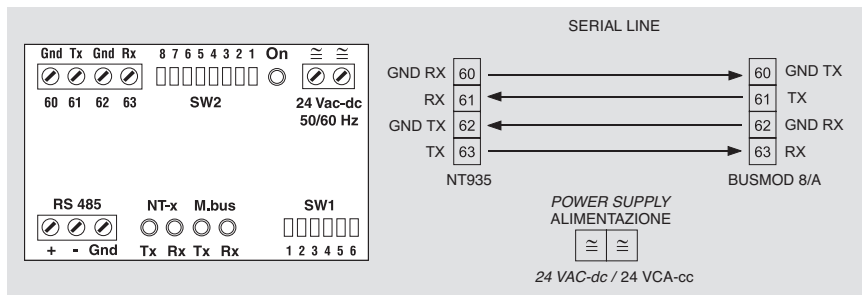 SERIAL LINE
Gnd Tx Gnd Rx 8 7 6 5 4 3 2 1 On ≅ ≅
60 61 62 63 SW2 24 Vac-dc
50/60 Hz
RS 485 NT-x M.bus SW1
+ - Gnd Tx Rx Tx Rx 1 2 3 4 5 6
GND RX 60 60 GND TX
RX 61 61 TX
GND TX 62 62 GND RX
TX 63 63 RX
NT935 BUSMOD 8/A
POWER SUPPLY
ALIMENTAZIONE
≅ ≅
24 VAC-dc / 24 VCA-cc